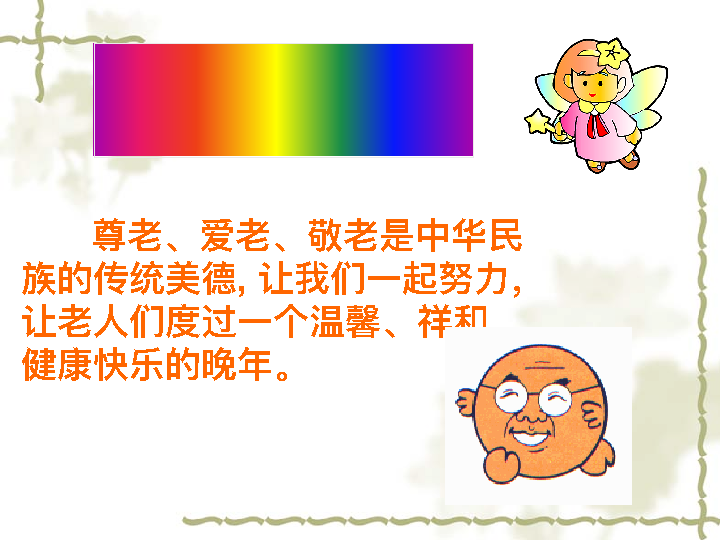 尊老、爱老、敬老是中华民
族的传统美德,让我们一起努力,
让老人们度过一个温馨、祥和
健康快乐的晚年。